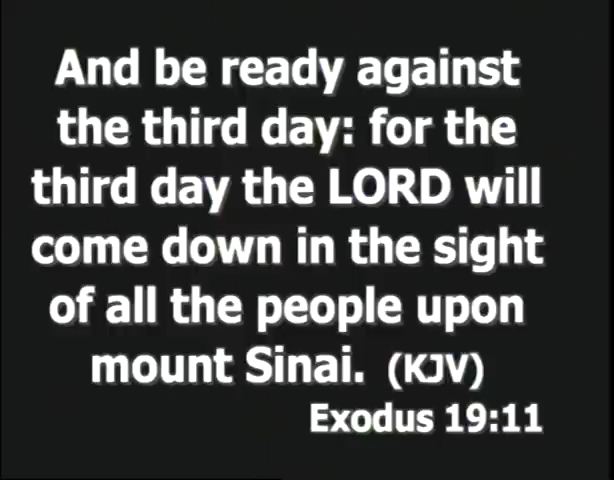 And be ready against
the third day: for the
third day the LORD will
come down in the sight
of all the people upon
mount Sinai. (KJV)
Exodus 19:11